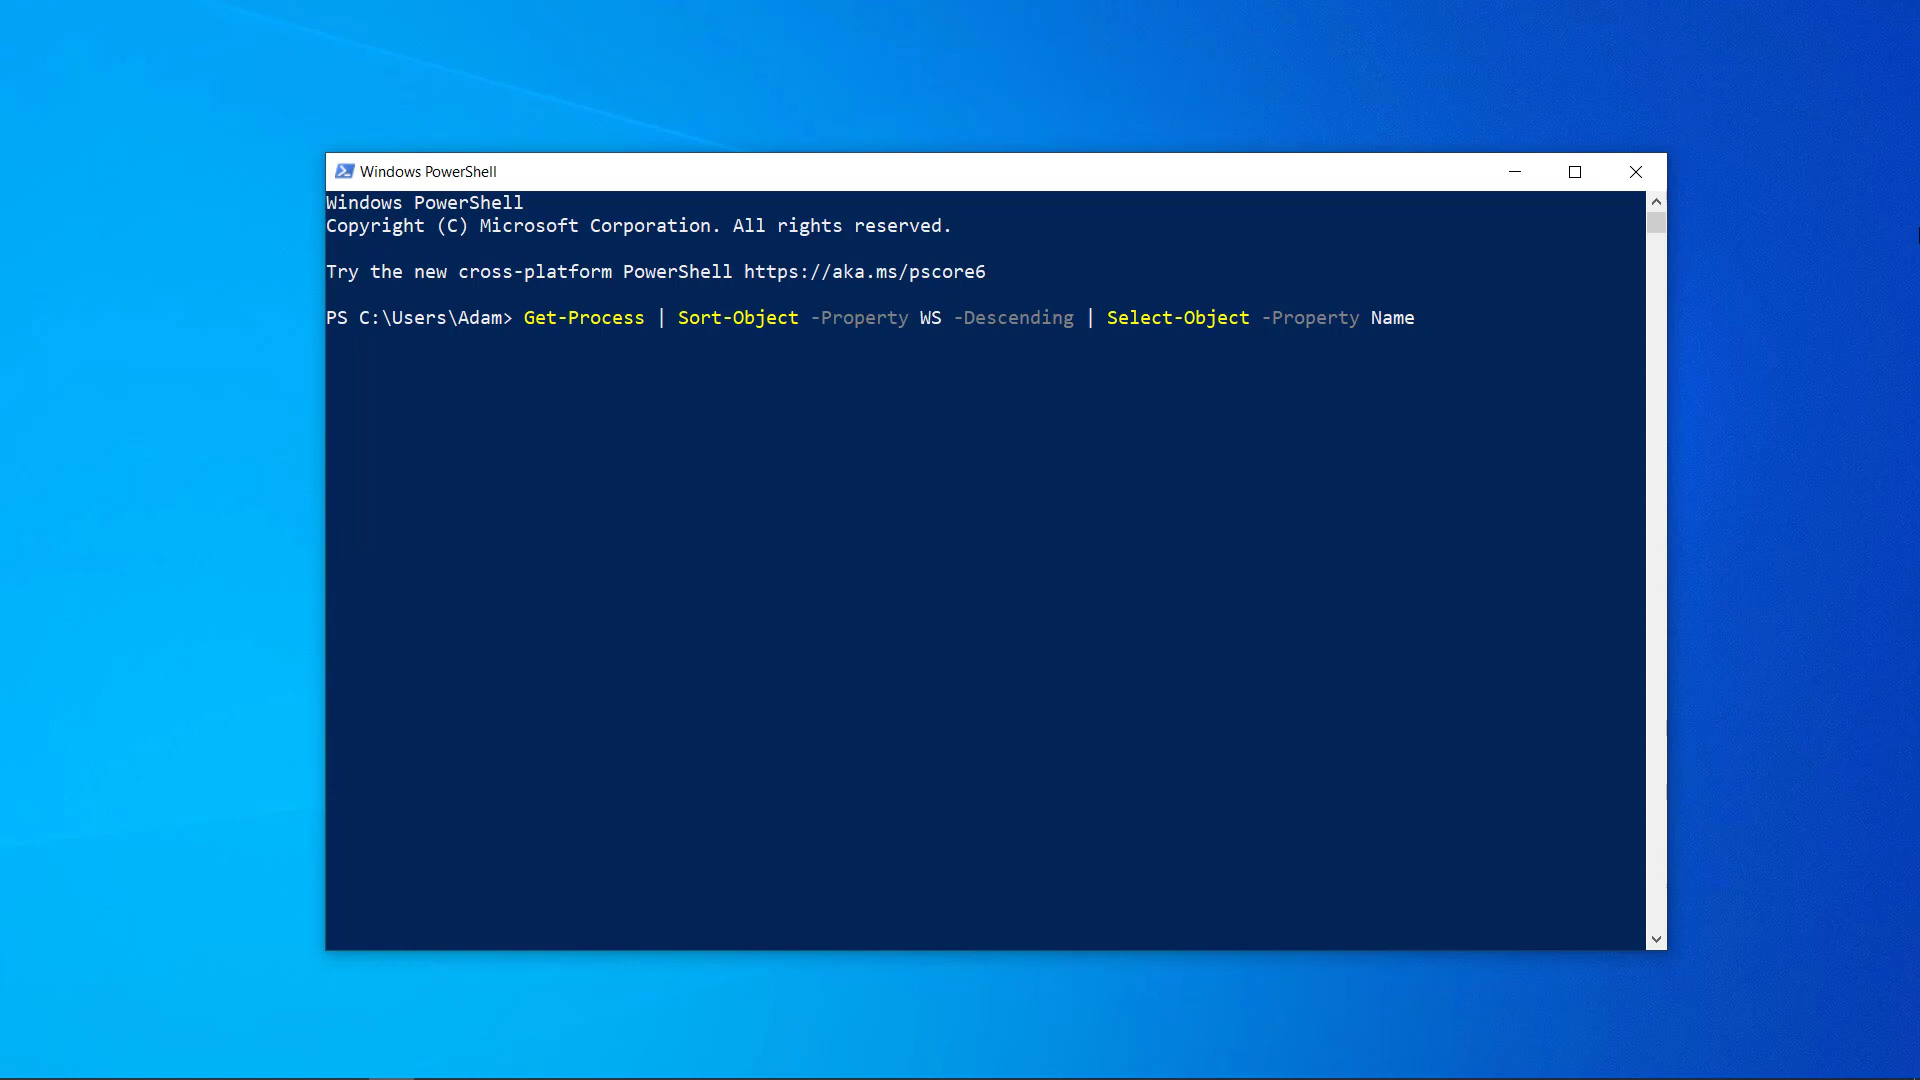 Windows PowerShell
Windows PowerShell
Copyright (C) Microsoft Corporation. All rights reserved.
Try the new cross-platform PowerShell https://aka.ms/pscore6
PS C:\Users\Adam> Get-Process | Sort-Object -Property WS -Descending | Select-Object -Property Name